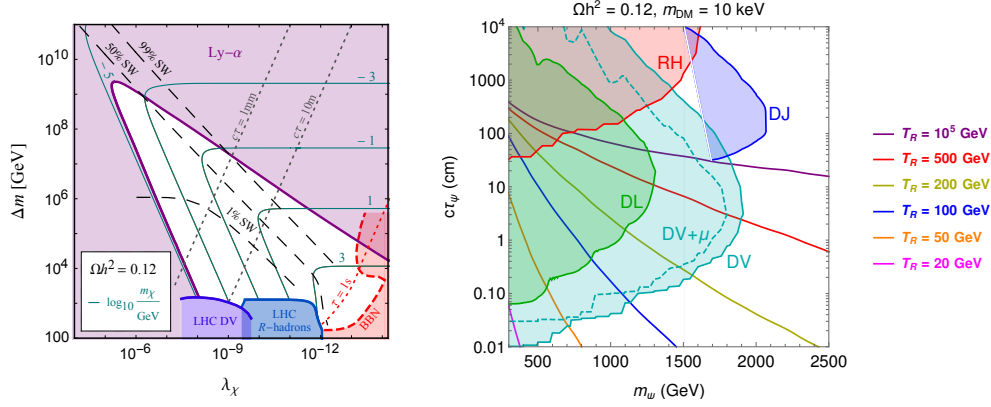 10^10
10^8
10^6
10^4
100
Δm [GeV]
Ly-α
50% SW
99% SW
1% SW
-5
-3
-1
1
3
cτ = 1mm
cτ = 10m
τ = 1s
BBN
Ωh² = 0.12
log₁₀ m_χ/GeV
LHC DV
LHC
R-hadrons
10^-6
10^-9
10^-12
λ_χ
Ωh² = 0.12, m_DM = 10 keV
10^4
1000
100
10
1
0.10
0.01
cτ_ψ (cm)
RH
DJ
DL
DV+μ
DV
500
1000
1500
2000
2500
m_ψ (GeV)
T_R = 10^5 GeV
T_R = 500 GeV
T_R = 200 GeV
T_R = 100 GeV
T_R = 50 GeV
T_R = 20 GeV